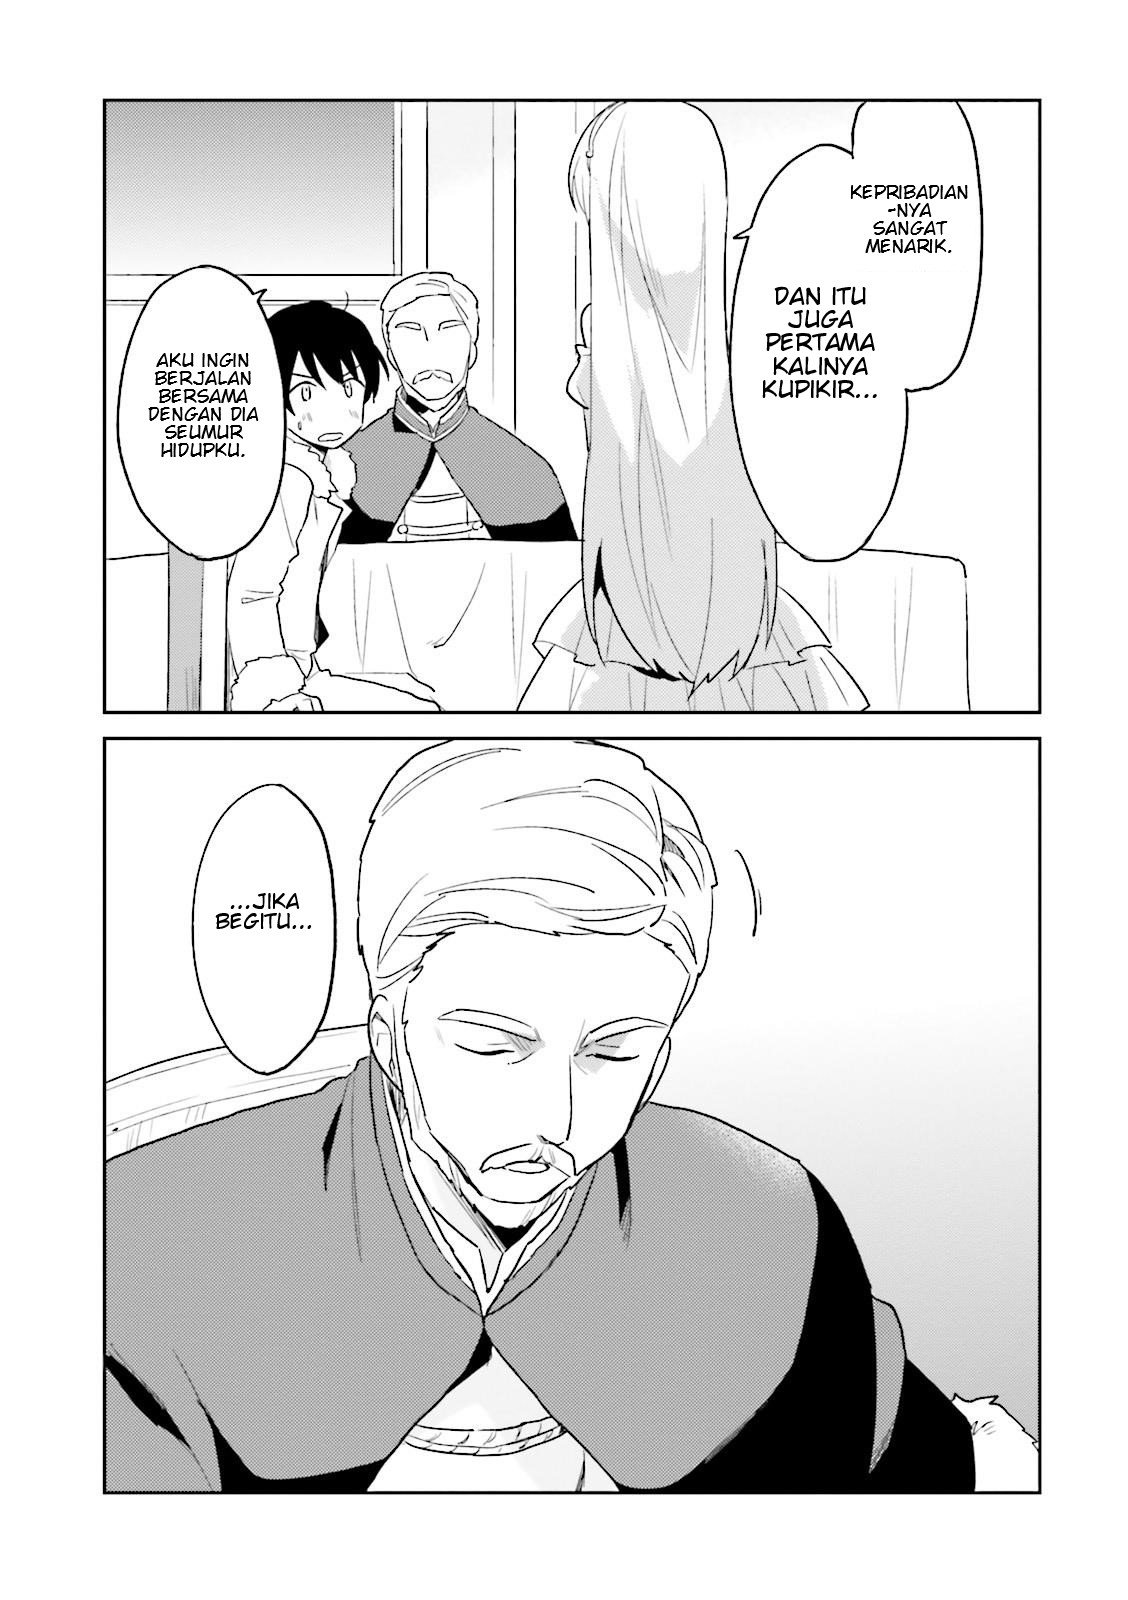 KEPRIBADIAN
-NYA
SANGAT
MENARIK.
DAN ITU
JUGA
PERTAMA
KALINYA
KUPIKIR...
AKU INGIN
BERJALAN
BERSAMA
DENGAN DIA
SEUMUR
HIDUPKU.
...JIKA
BEGITU...